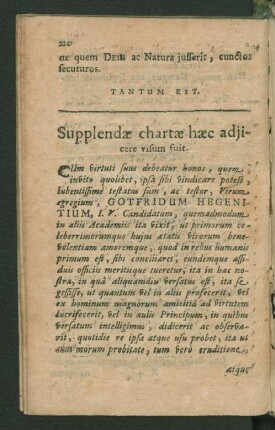 210
ne quem Deus ac Natura jusserit, cunctos
secuturos.
TANTUM EST.
Supplendæ chartæ hæc adji-
cere visum fuit.
CUm virtuti suus debeatur honos, quem
invito quolibet, ipsa sibi vindicare potest,
lubentissime testatus sum, ac testor, Virum
egregium, GOTFRIDUM HEGENI-
TIUM, I. V. Candidatum, quemadmodum
in aliis Academiis ita vixit, ut primorum ce-
leberrimorumque hujus ætatis virorum bene-
volentiam amoremque, quod in rebus humanis
primum est, sibi conciliaret, eundemque assi-
duis officiis meritisque tueretur, ita in hac no-
stra, in qua aliquamdiu versatus est, ita se
gessisse, ut quantum vel in aliis profecerit, vel
ex hominum magnorum amicitia ad virtutem
lucrifecerit, vel in aulis Principum, in quibus
versatum intelligimus, didicerit ac observa-
rit, quotidie re ipsa atque usu probet, ita ut
cum morum probitate, tum vero eruditione
atque